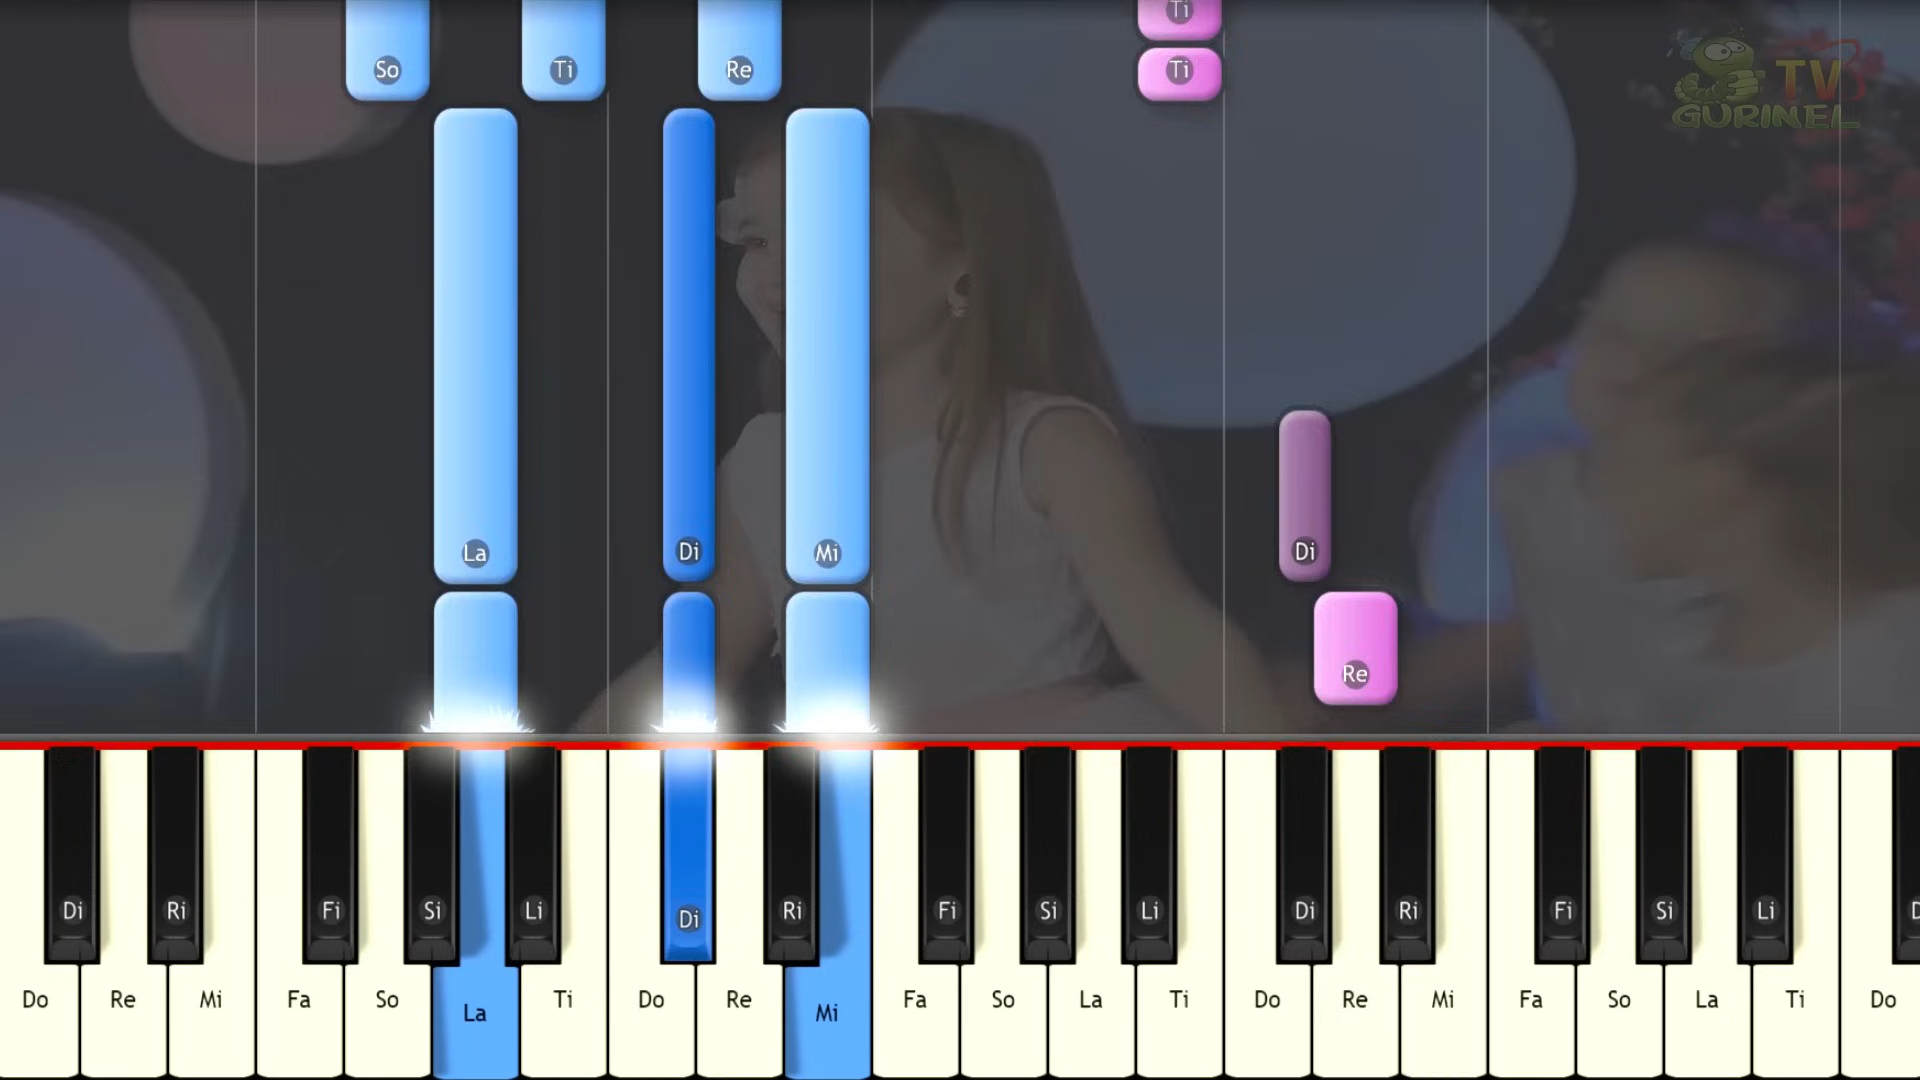 Ti
So Ti Re Ti
TV
GURINEL
La Di Mi Di
Re
Di Ri Fi Si Li Di Ri Fi Si Li Di Ri Fi Si Li D
Do Re Mi Fa So La Ti Do Re Mi Fa So La Ti Do Re Mi Fa So La Ti Do